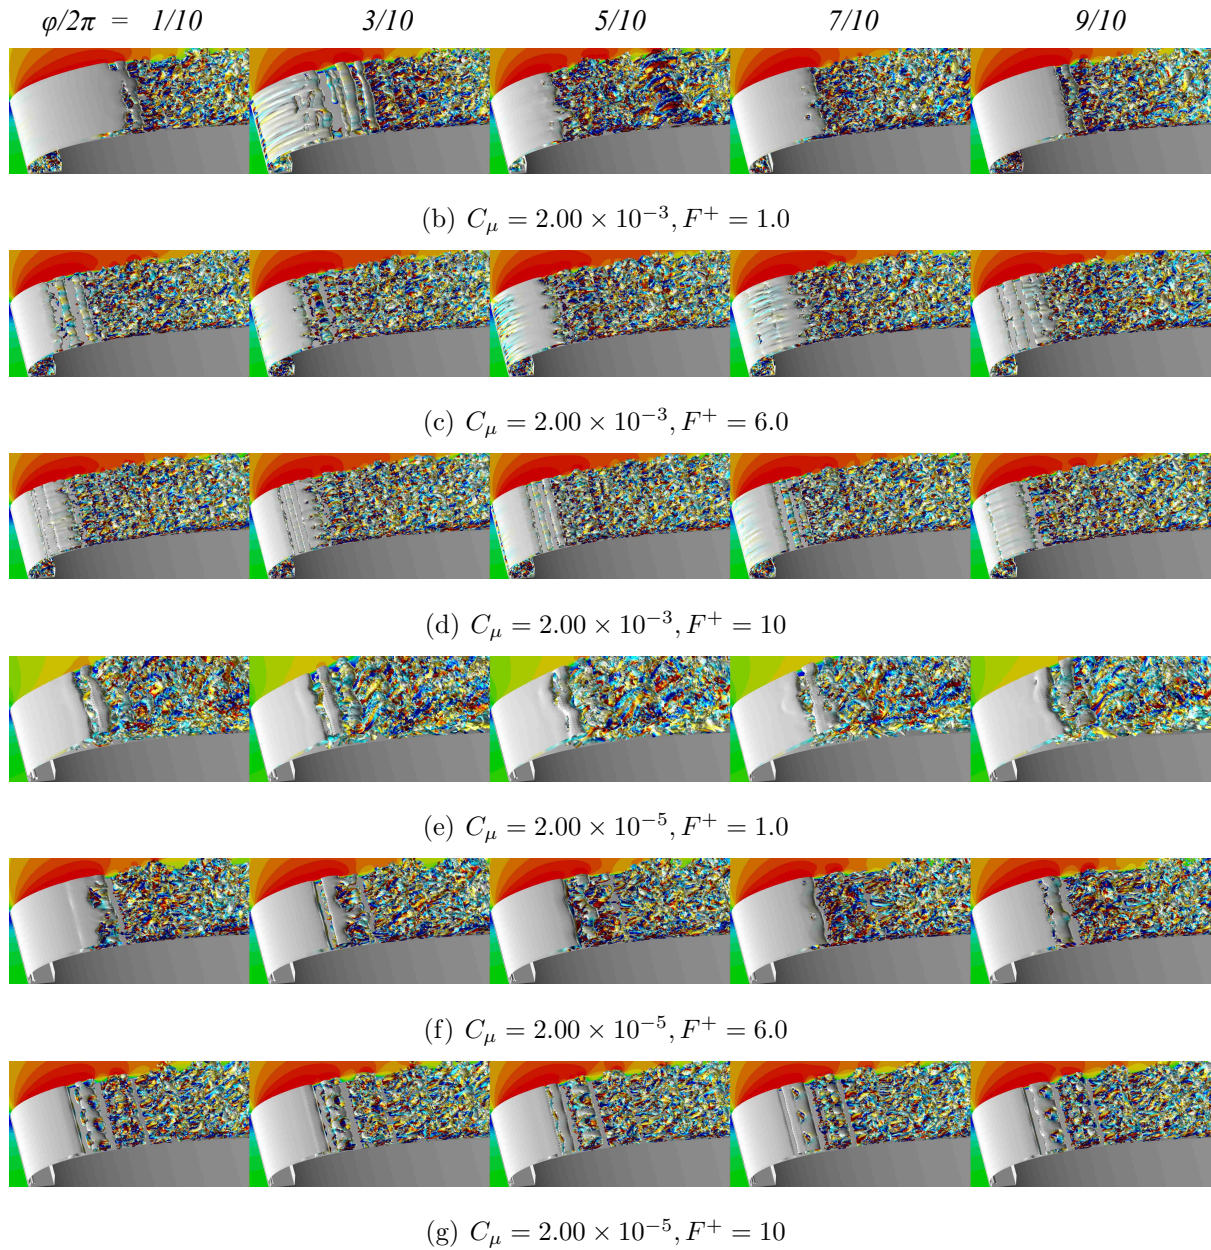 φ/2π = 1/10 3/10 5/10 7/10 9/10
(b) C_μ = 2.00 × 10⁻³, F⁺ = 1.0
(c) C_μ = 2.00 × 10⁻³, F⁺ = 6.0
(d) C_μ = 2.00 × 10⁻³, F⁺ = 10
(e) C_μ = 2.00 × 10⁻⁵, F⁺ = 1.0
(f) C_μ = 2.00 × 10⁻⁵, F⁺ = 6.0
(g) C_μ = 2.00 × 10⁻⁵, F⁺ = 10